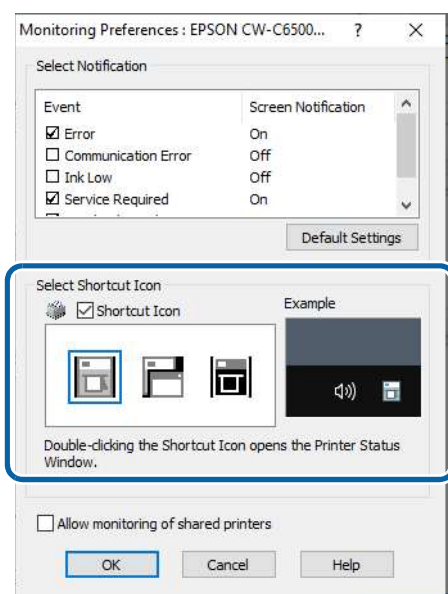 Monitoring Preferences : EPSON CW-C6500... ?
Select Notification
Event Screen Notification
Error On
Communication Error Off
Ink Low Off
Service Required On
Default Settings
Select Shortcut Icon
Shortcut Icon
Example
Double-clicking the Shortcut Icon opens the Printer Status
Window.
Allow monitoring of shared printers
OK Cancel Help